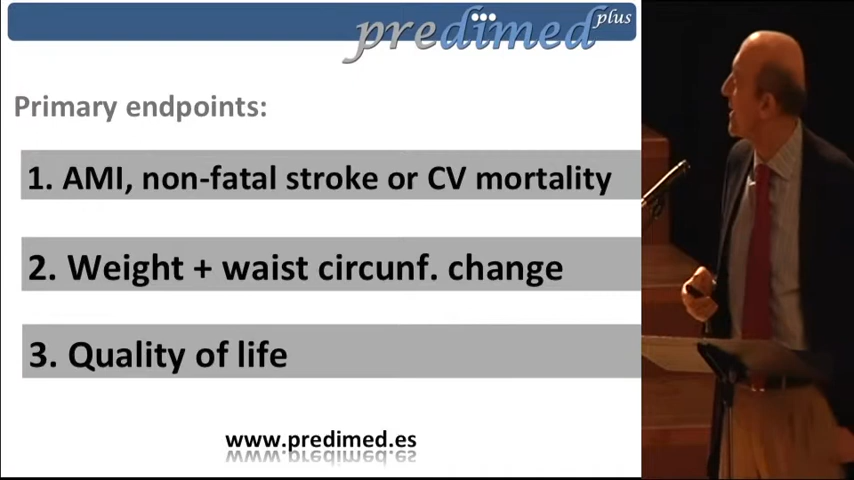 predimed plus
Primary endpoints:
1. AMI, non-fatal stroke or CV mortality
2. Weight + waist circunf. change
3. Quality of life
www.predimed.es